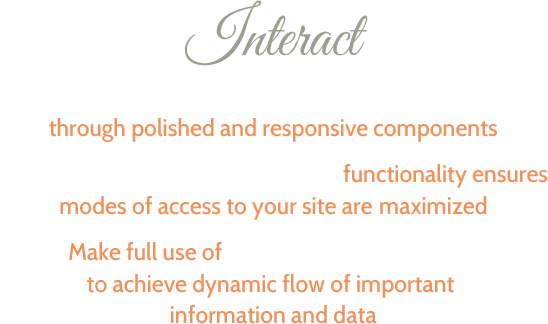 Interact
through polished and responsive components
functionality ensures
modes of access to your site are maximized
Make full use of
to achieve dynamic flow of important
information and data